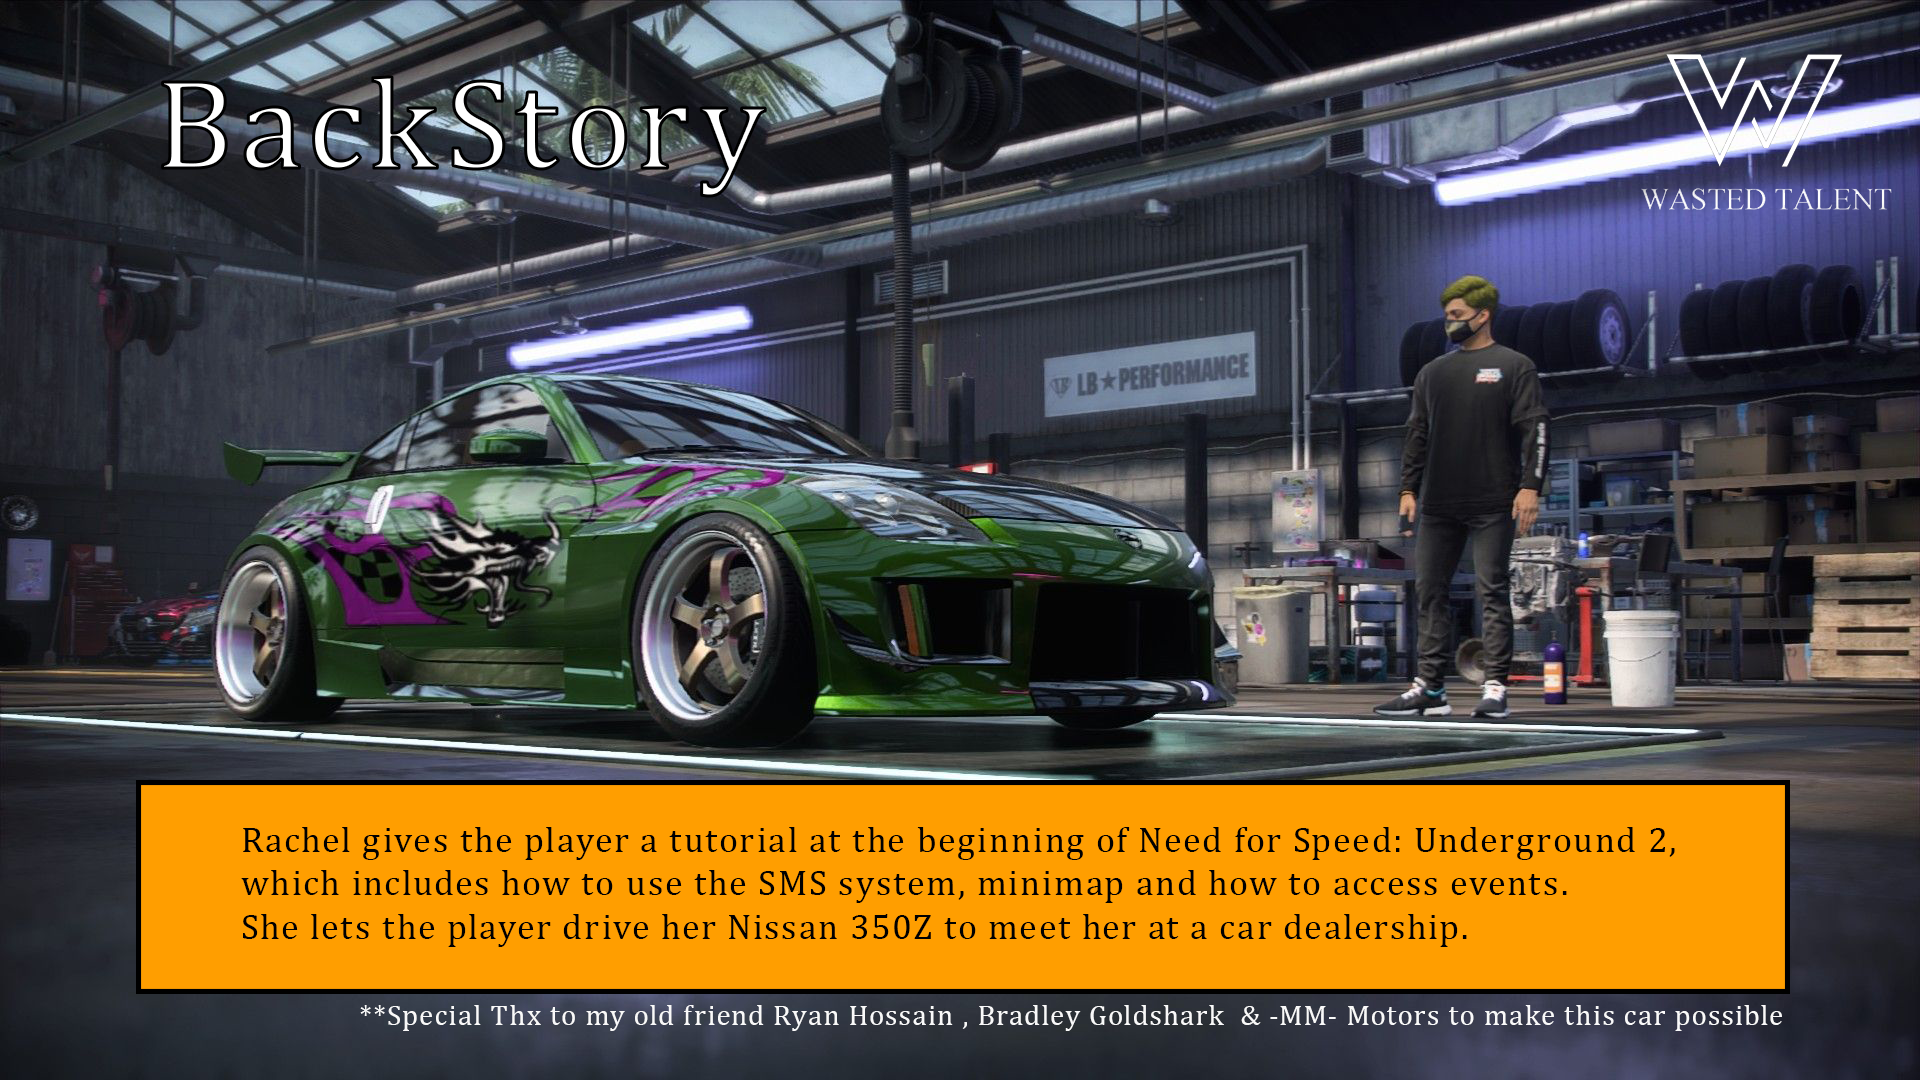 BackStory
WASTED TALENT
LB★PERFORMANCE
Rachel gives the player a tutorial at the beginning of Need for Speed: Underground 2,
which includes how to use the SMS system, minimap and how to access events.
She lets the player drive her Nissan 350Z to meet her at a car dealership.
**Special Thx to my old friend Ryan Hossain , Bradley Goldshark & -MM- Motors to make this car possible